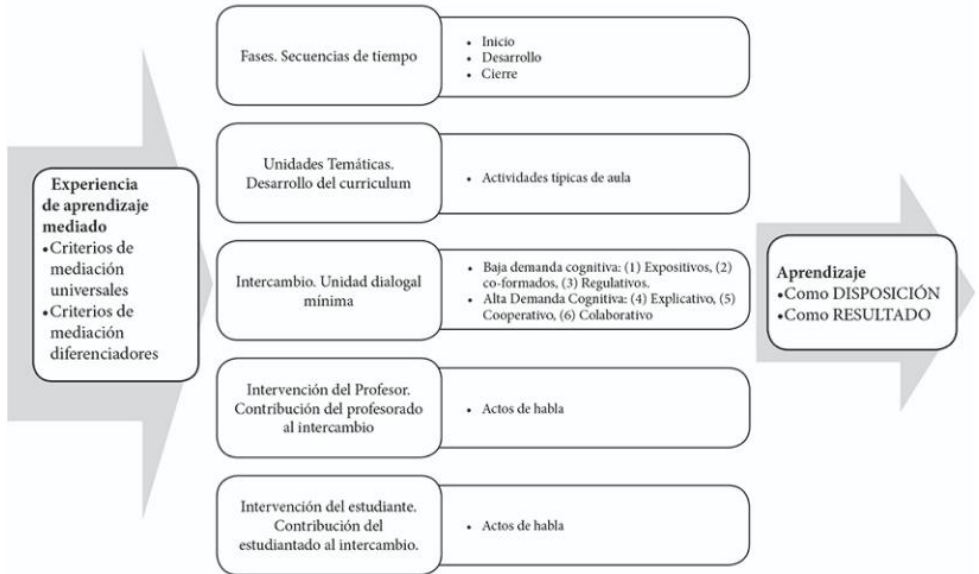 Experiencia
de aprendizaje
mediado
•Criterios de
mediación
universales
•Criterios de
mediación
diferenciadores
Fases. Secuencias de tiempo
• Inicio
• Desarrollo
• Cierre
Unidades Temáticas.
Desarrollo del curriculum
• Actividades típicas de aula
Intercambio. Unidad dialogal
mínima
• Baja demanda cognitiva: (1) Expositivos, (2)
co-formados, (3) Regulativos.
• Alta Demanda Cognitiva: (4) Explicativo, (5)
Cooperativo, (6) Colaborativo
Intervención del Profesor.
Contribución del profesorado
al intercambio
• Actos de habla
Intervención del estudiante.
Contribución del
estudiantado al intercambio.
• Actos de habla
Aprendizaje
•Como DISPOSICIÓN
•Como RESULTADO